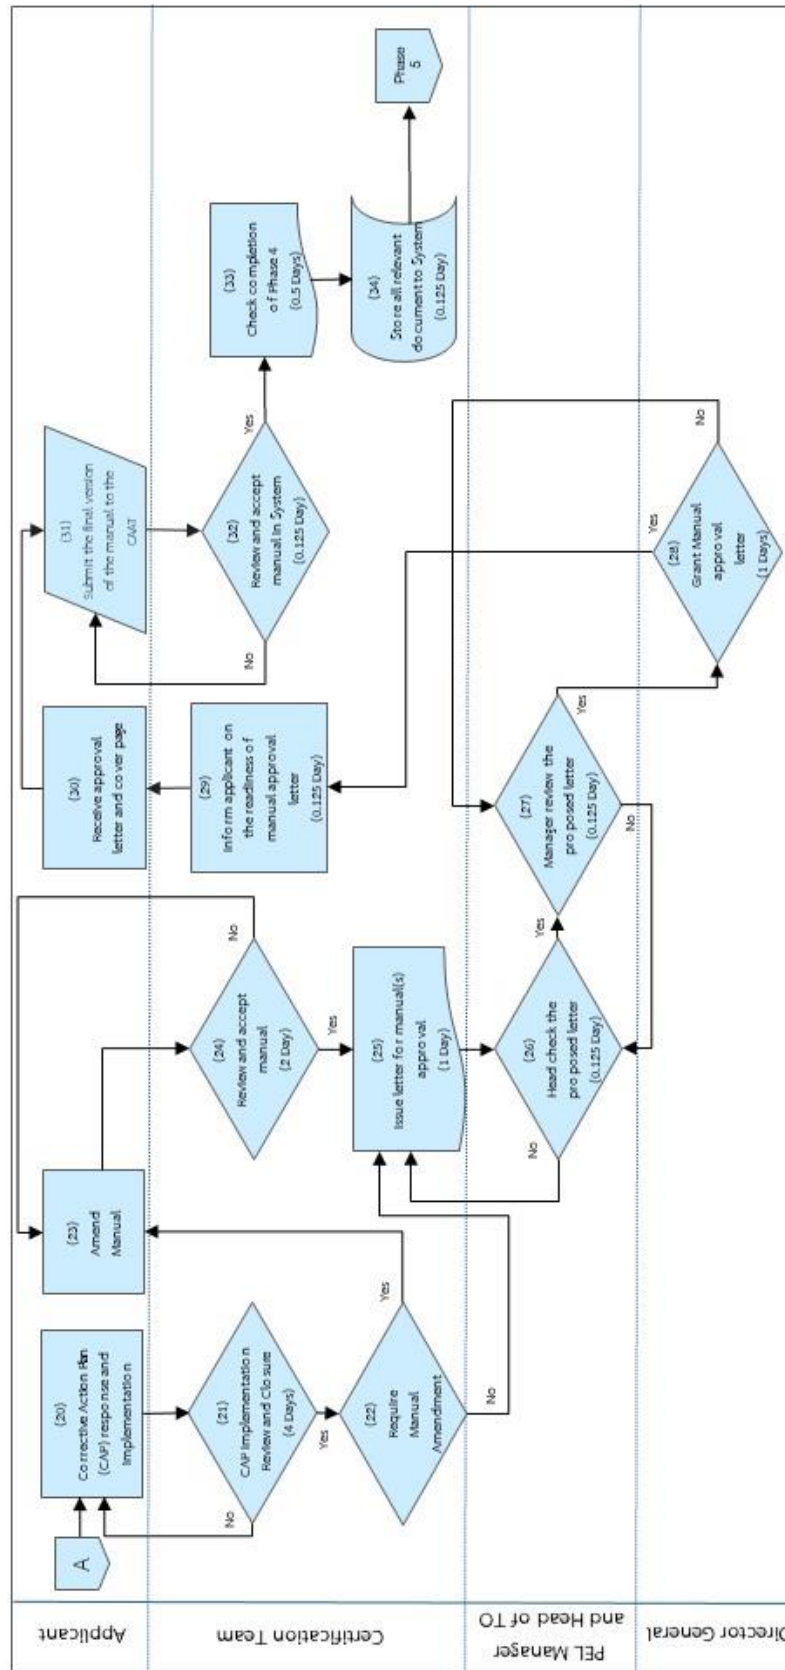 Applicant
Certification Team
PEL Manager
and Head of TO
Director General
A
(20)
Corrective Action Plan
(CAP) response and
Implementation
(21)
CAP Implementation
Review and Closure
(4 Days)
No
Yes
(22)
Require
Manual
Amendment
Yes
No
(23)
Amend
Manual
(24)
Review and accept
manual
(2 Day)
No
Yes
(25)
Issue letter for manual(s)
approval
(1 Day)
(26)
Head check the
proposed letter
(0.125 Day)
No
Yes
(27)
Manager review the
proposed letter
(0.125 Day)
No
Yes
(28)
Grant Manual
approval
letter
(1 Days)
Yes
No
(29)
Inform applicant on
the readiness of
manual approval
letter
(0.125 Day)
(30)
Receive approval
letter and cover page
(31)
Submit the final version
of the manual to the
CAAT
(32)
Review and accept
manual in System
(0.125 Day)
No
Yes
(33)
Check completion
of Phase 4
(0.5 Days)
(34)
Store all relevant
document to System
(0.125 Day)
Phase
5